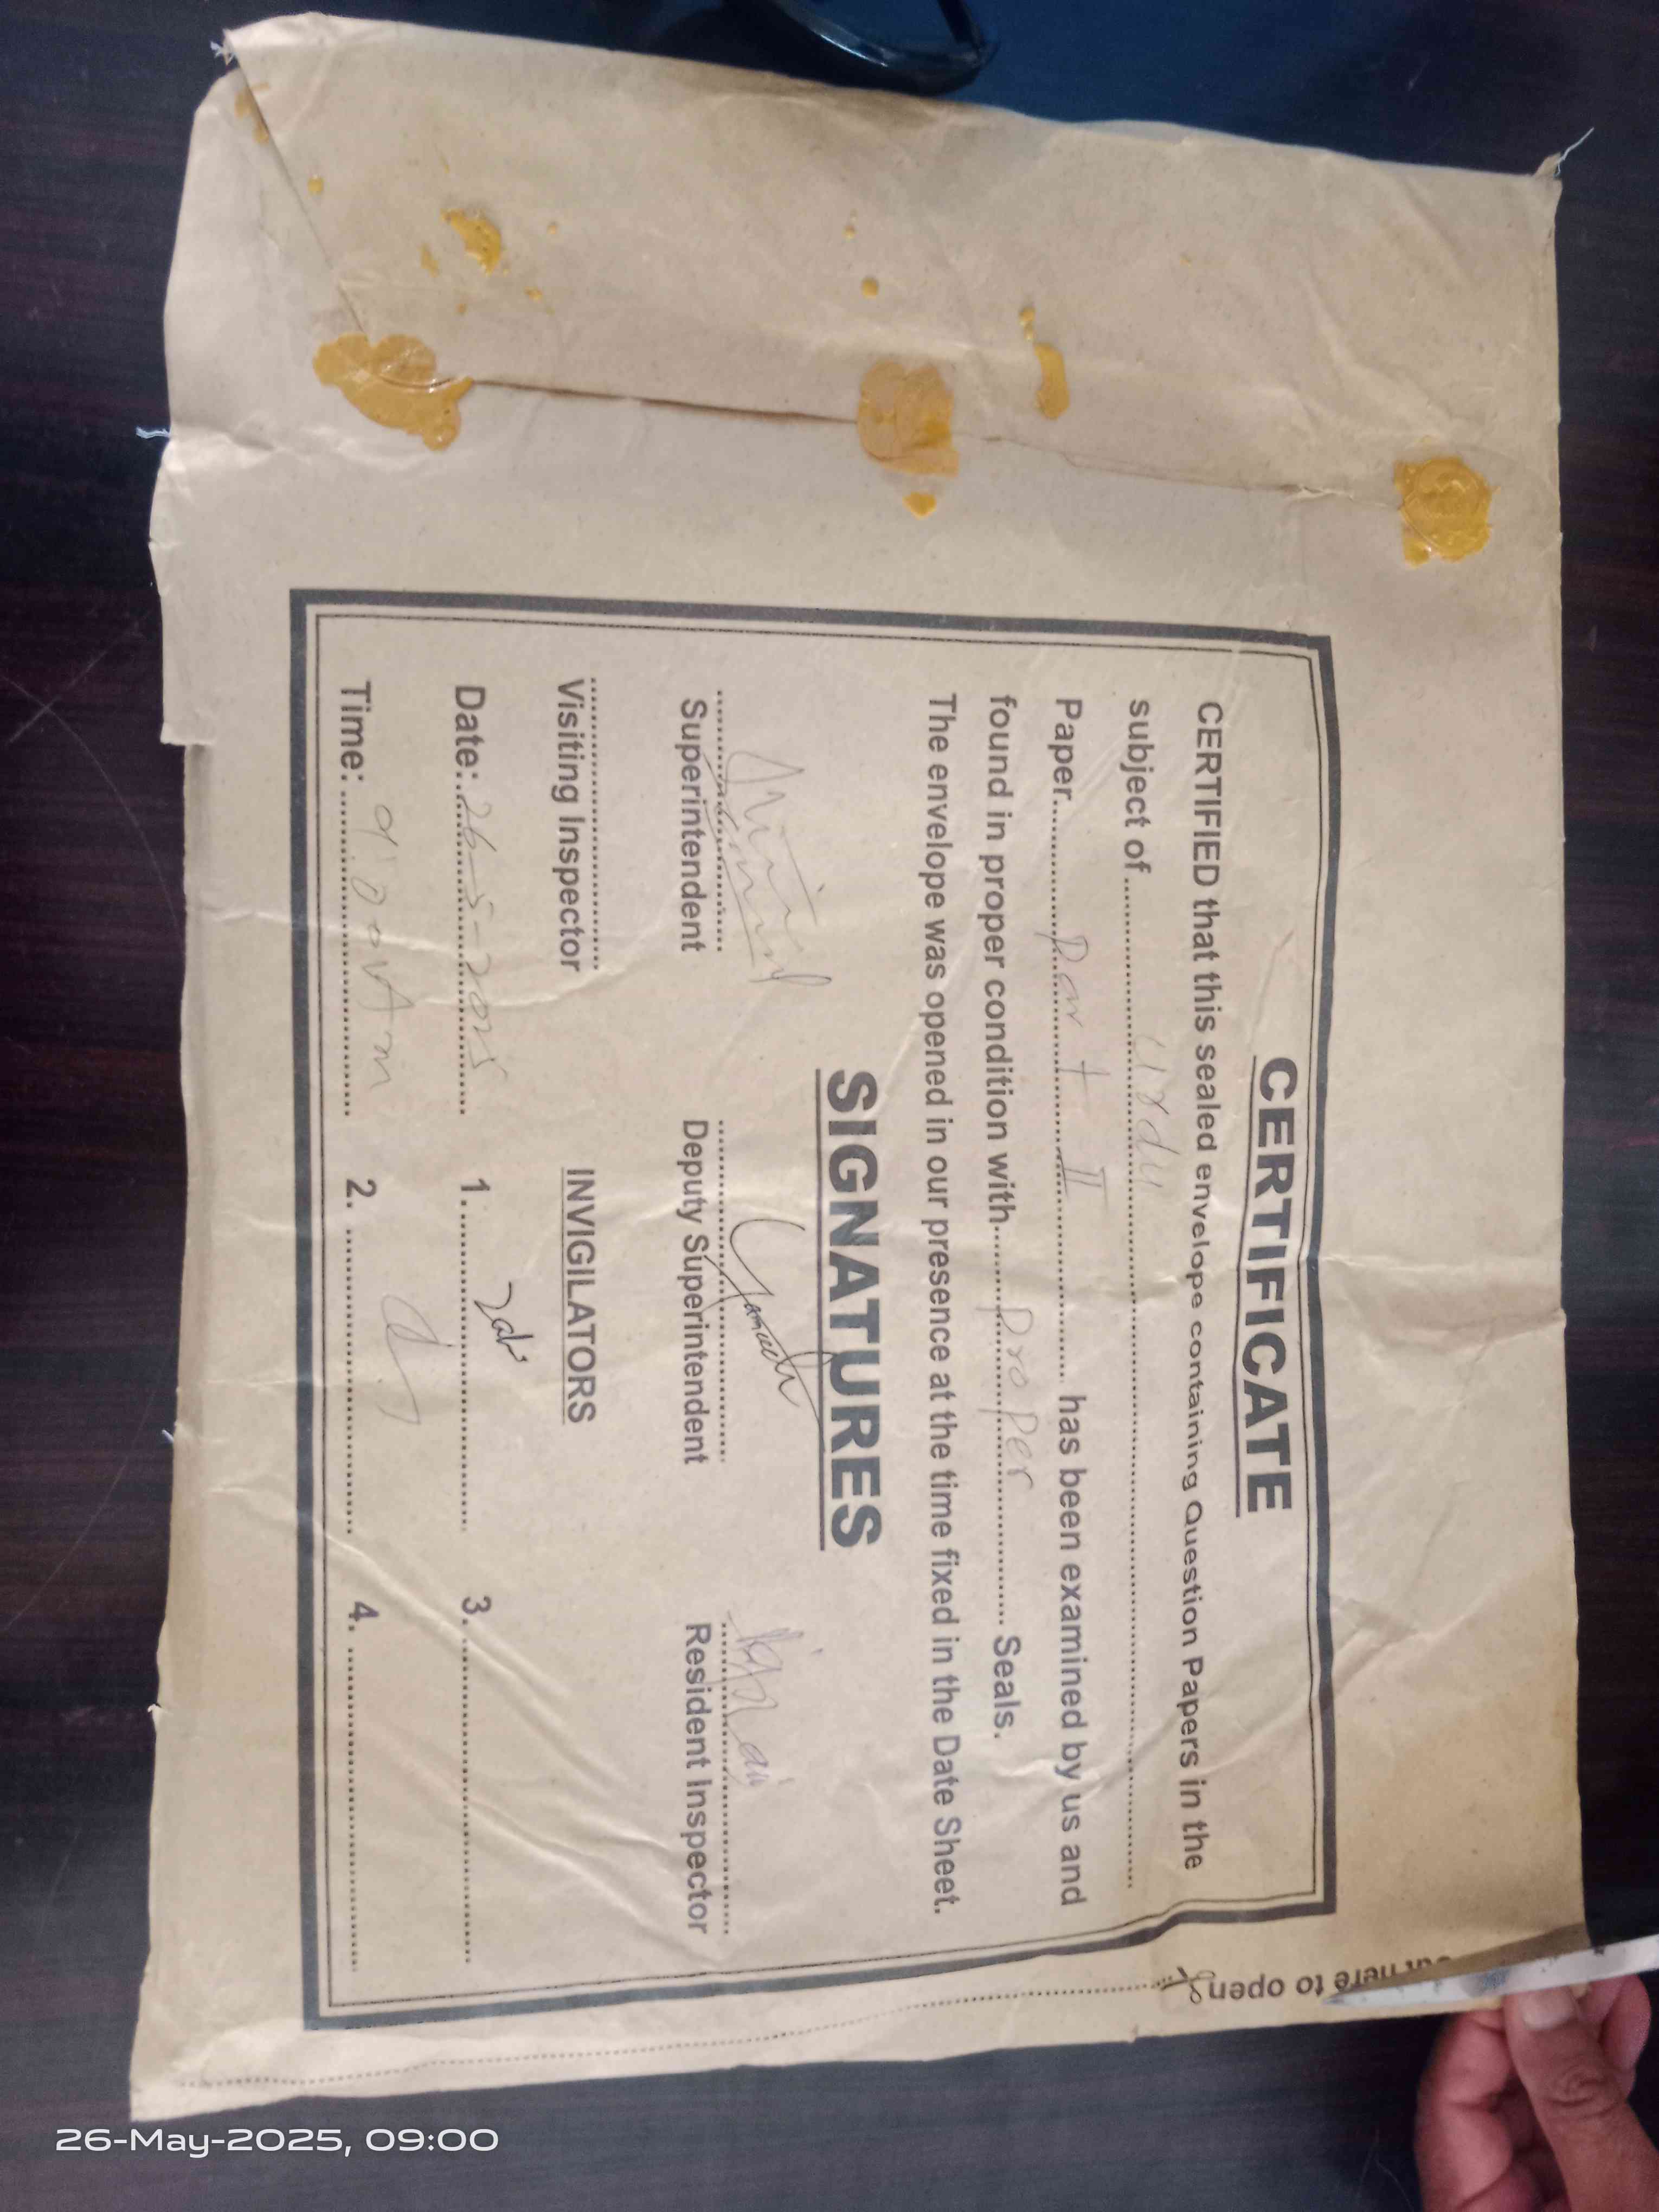 CERTIFICATE
CERTIFIED that this sealed envelope containing Question Papers in the
subject of .......... urdu ..........
Paper.......... Part II .......... has been examined by us and
found in proper condition with.......... proper .......... Seals.
The envelope was opened in our presence at the time fixed in the Date Sheet.
SIGNATURES
Superintendent Deputy Superintendent Resident Inspector
Visiting Inspector INVIGILATORS
Date: 26-5-2025 1. .......... 3. ..........
Time: 9:00 Am 2. .......... 4. ..........
here to open
26-May-2025, 09:00